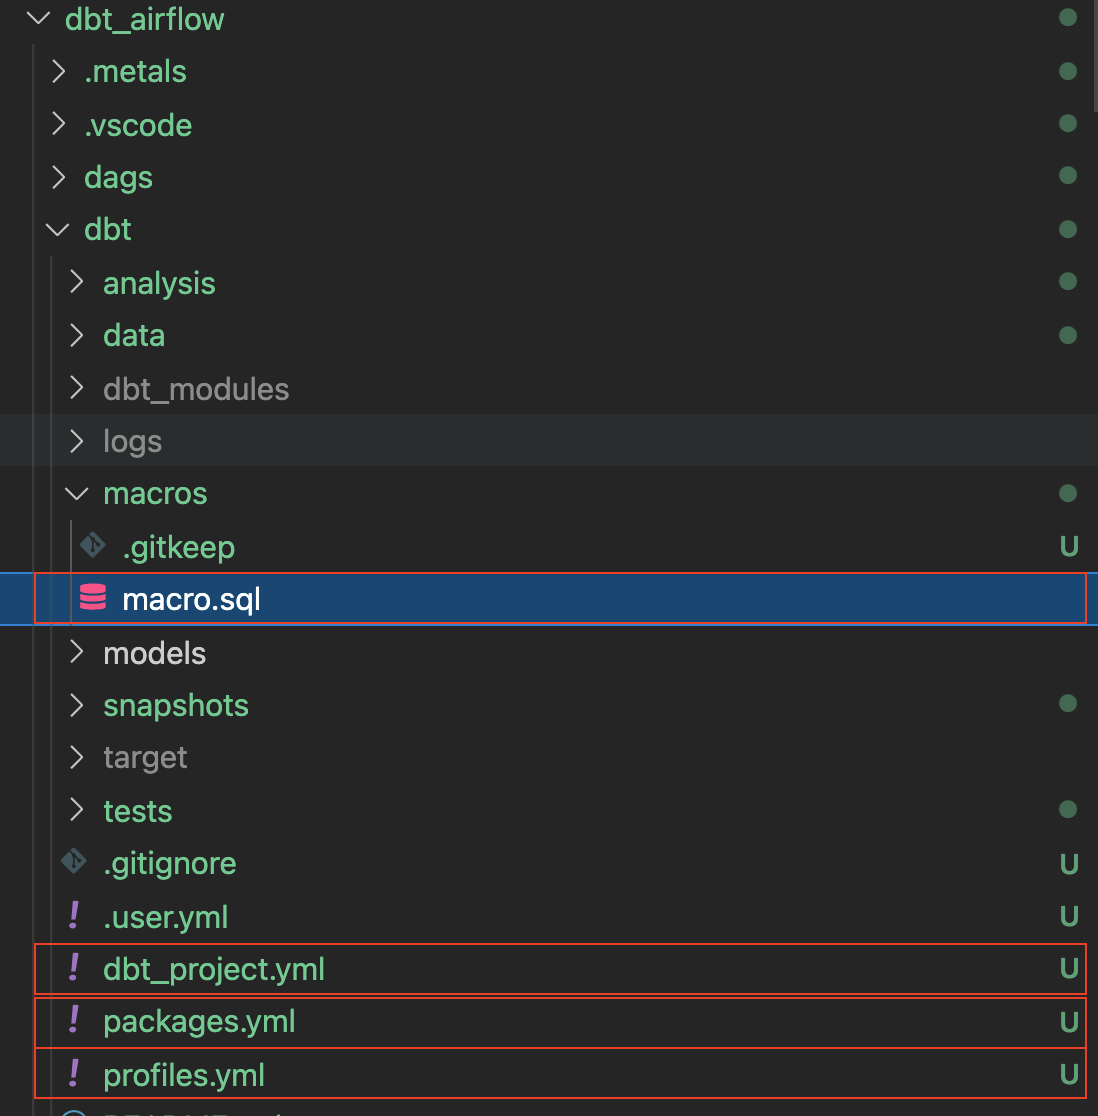 dbt_airflow
.metals
.vscode
dags
dbt
analysis
data
dbt_modules
logs
macros
.gitkeep U
macro.sql
models
snapshots
target
tests
.gitignore U
.user.yml U
dbt_project.yml U
packages.yml U
profiles.yml U